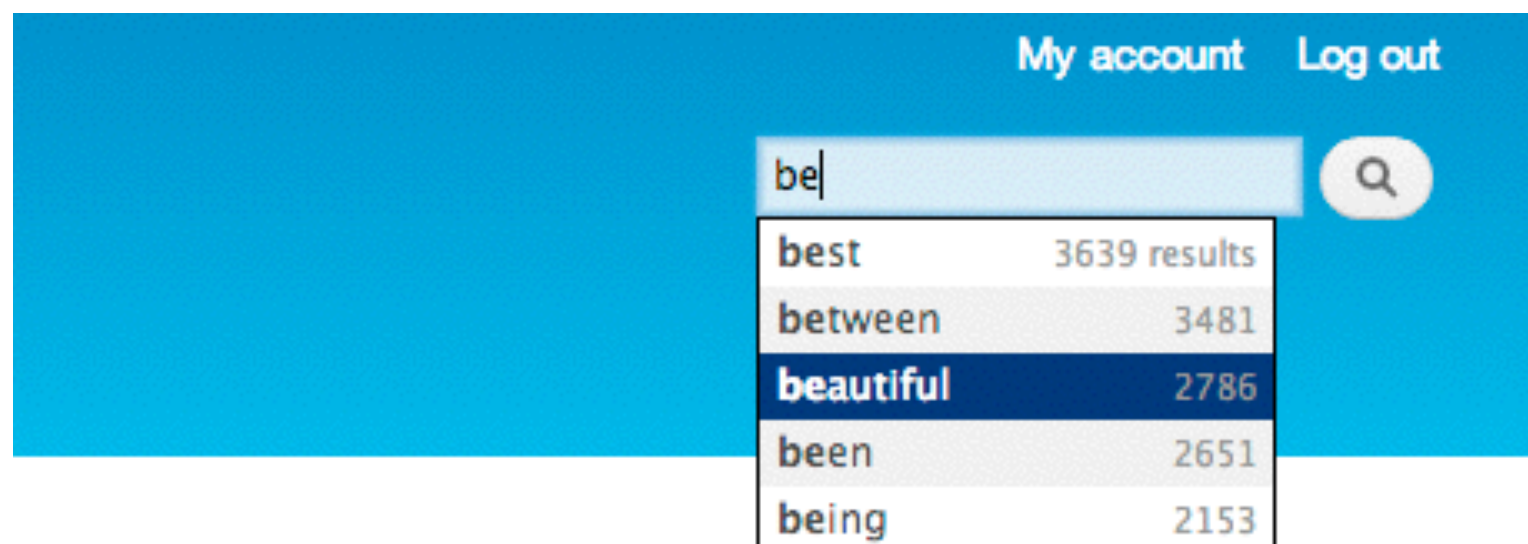 My account Log out
be
best 3639 results
between 3481
beautiful 2786
been 2651
being 2153